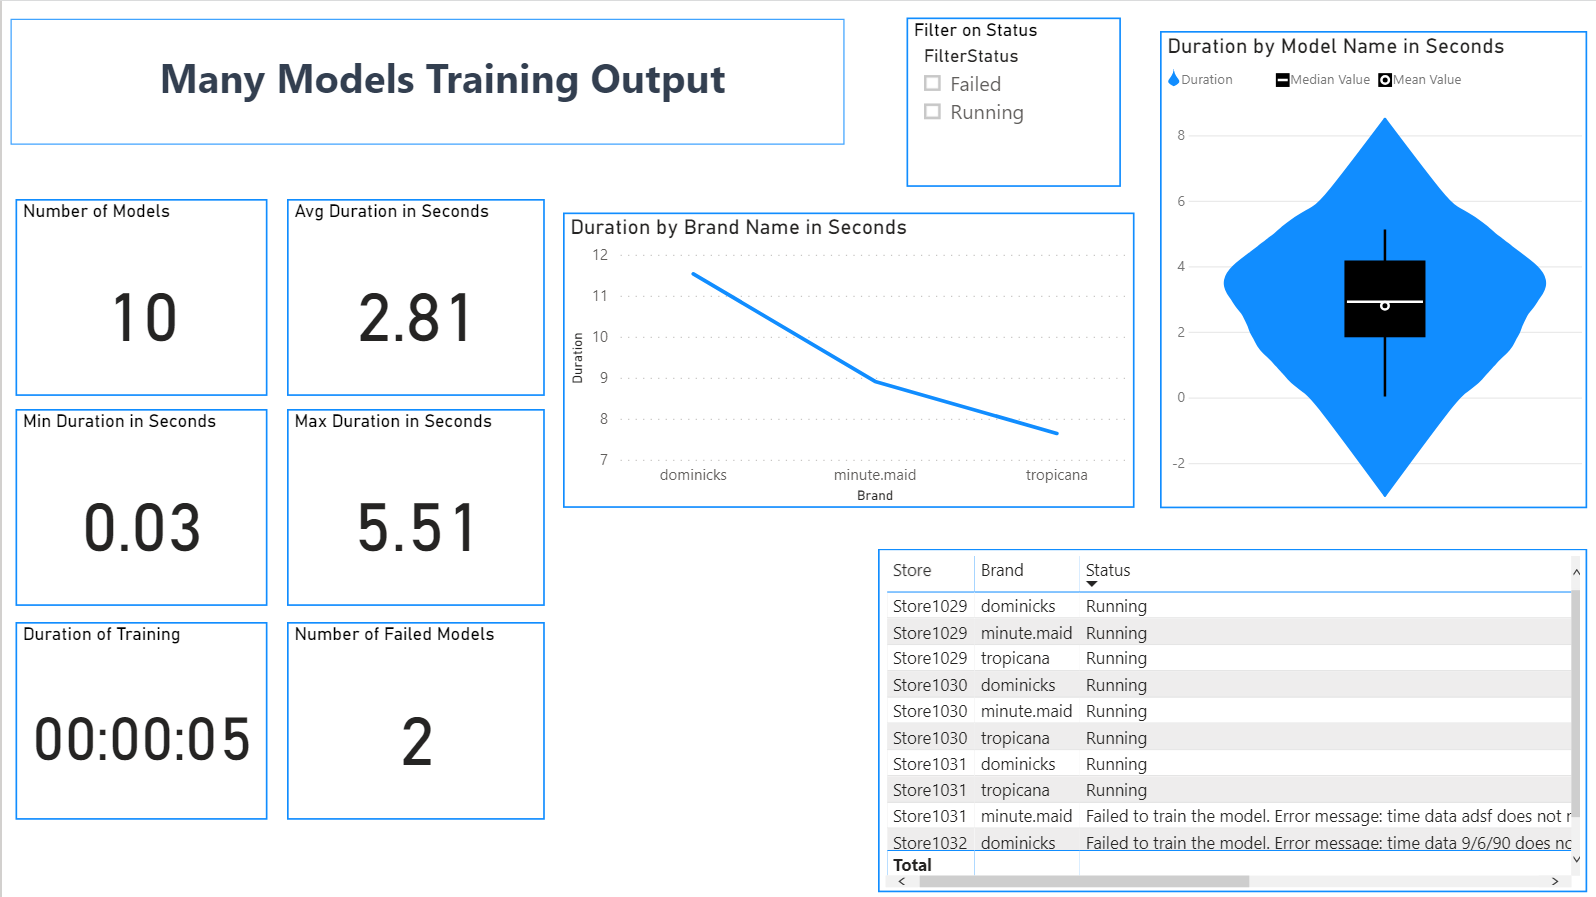 Many Models Training Output
Filter on Status
FilterStatus
Failed
Running
Duration by Model Name in Seconds
Duration Median Value Mean Value
8
6
4
2
0
-2
Number of Models
10
Avg Duration in Seconds
2.81
Min Duration in Seconds
0.03
Max Duration in Seconds
5.51
Duration of Training
00:00:05
Number of Failed Models
2
Duration by Brand Name in Seconds
Duration
12
11
10
9
8
7
dominicks minute.maid tropicana
Brand
Store Brand Status
Store1029 dominicks Running
Store1029 minute.maid Running
Store1029 tropicana Running
Store1030 dominicks Running
Store1030 minute.maid Running
Store1030 tropicana Running
Store1031 dominicks Running
Store1031 tropicana Running
Store1031 minute.maid Failed to train the model. Error message: time data adsf does not
Store1032 dominicks Failed to train the model. Error message: time data 9/6/90 does
Total